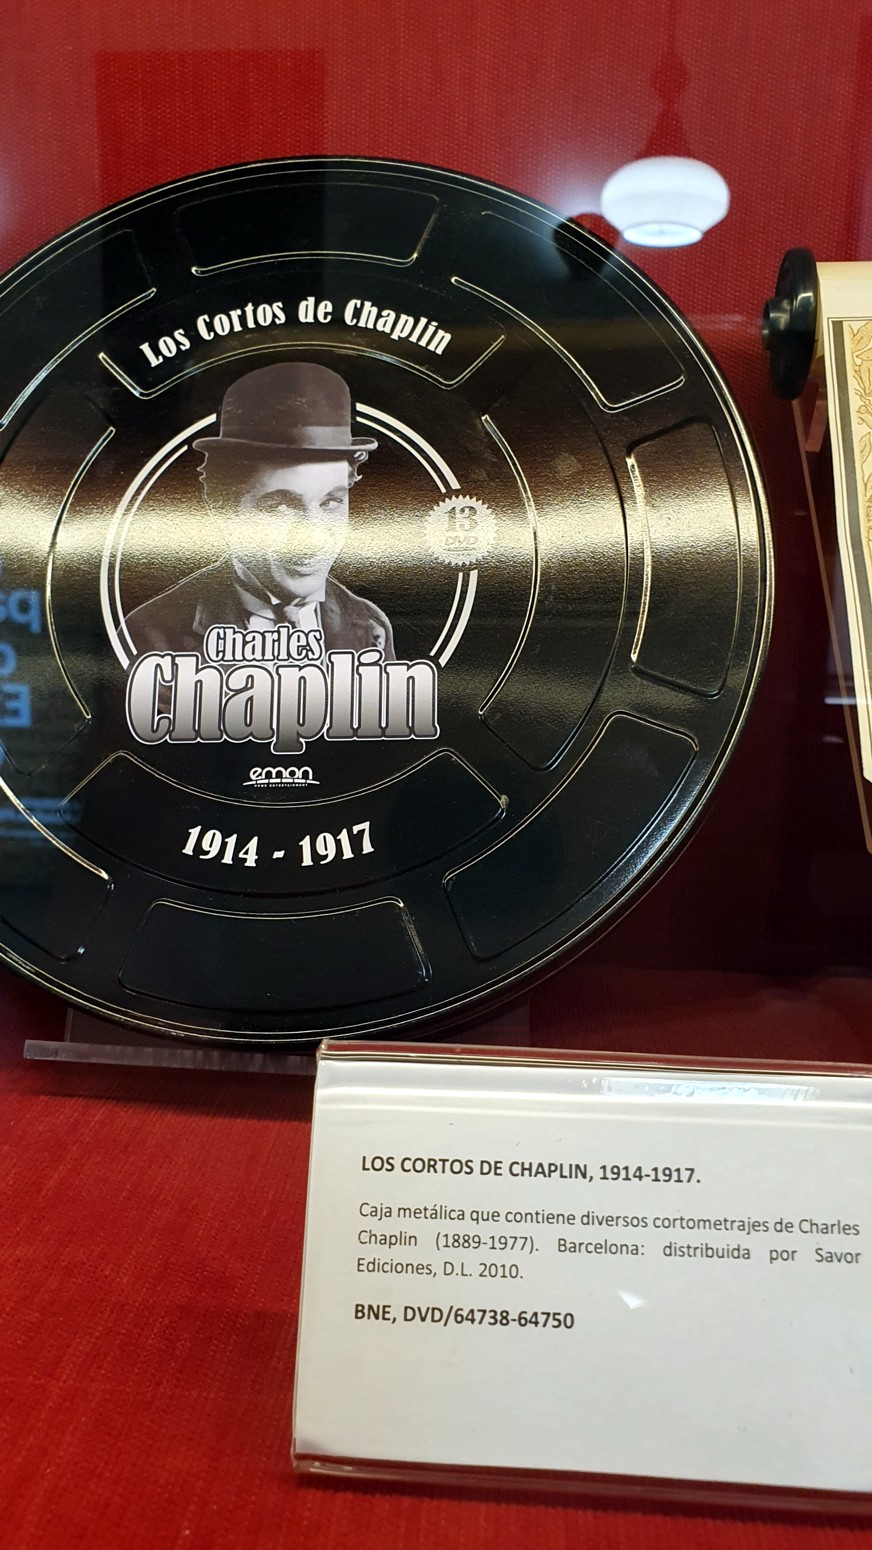 Los Cortos de Chaplin
13
DVD
Charles
Chaplin
emon
HOME ENTERTAINMENT
1914 - 1917
LOS CORTOS DE CHAPLIN, 1914-1917.
Caja metálica que contiene diversos cortometrajes de Charles
Chaplin (1889-1977). Barcelona: distribuida por Savor
Ediciones, D.L. 2010.
BNE, DVD/64738-64750